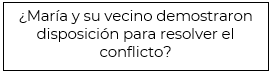 ¿María y su vecino demostraron
disposición para resolver el
conflicto?